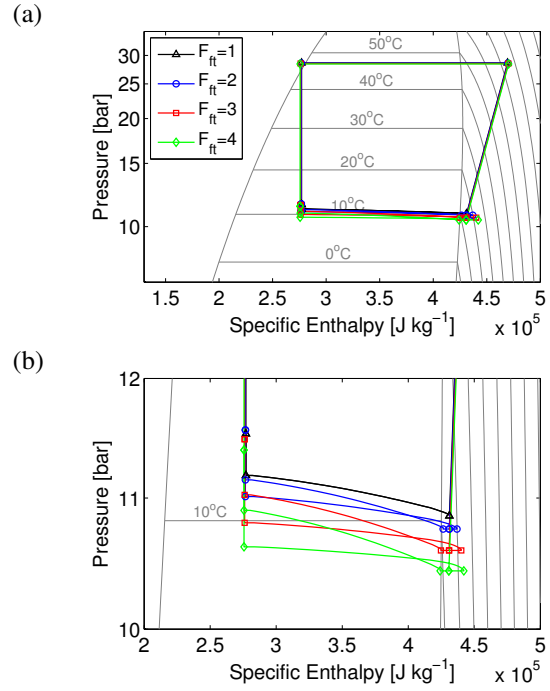 (a)
30
25
20
15
10
Pressure [bar]
F_ft=1
F_ft=2
F_ft=3
F_ft=4
50°C
40°C
30°C
20°C
10°C
0°C
1.5 2 2.5 3 3.5 4 4.5 5
Specific Enthalpy [J kg⁻¹]
x 10⁵
(b)
12
11
10
Pressure [bar]
10°C
2 2.5 3 3.5 4 4.5 5
Specific Enthalpy [J kg⁻¹]
x 10⁵